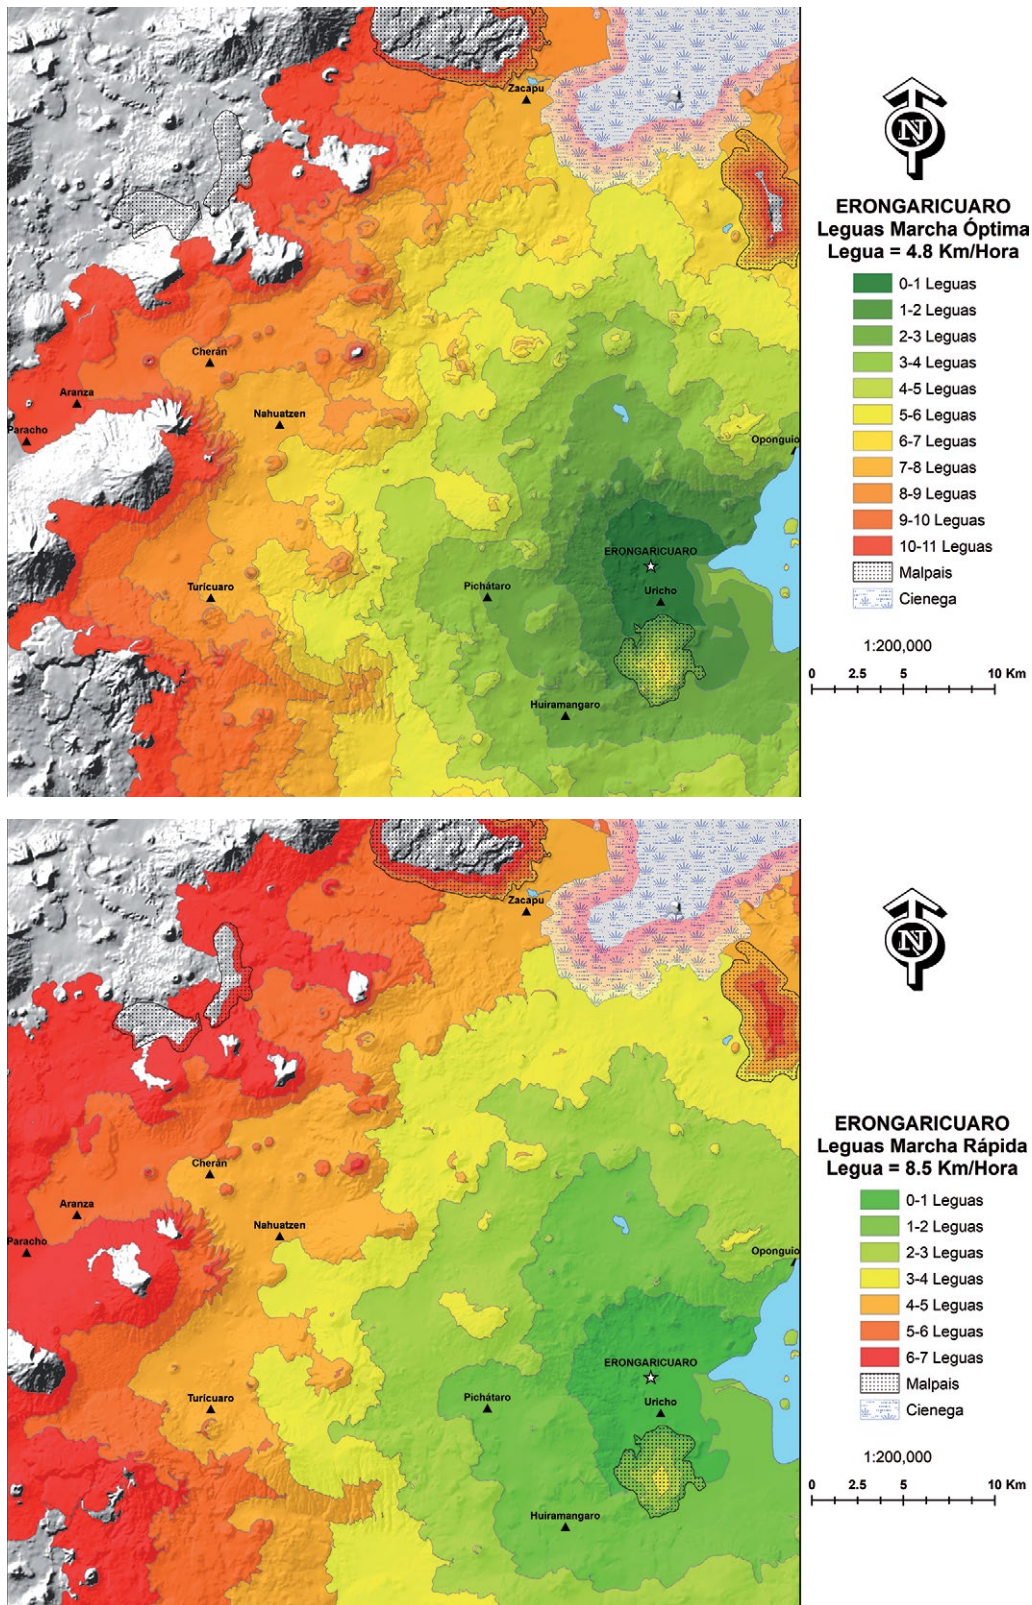 Zacapu
Cherán
Aranza
Paracho
Nahuatzen
Oponguio
ERONGARICUARO
Turicuaro
Pichátaro
Uricho
Huiramangaro
N
ERONGARICUARO
Leguas Marcha Óptima
Legua = 4.8 Km/Hora
0-1 Leguas
1-2 Leguas
2-3 Leguas
3-4 Leguas
4-5 Leguas
5-6 Leguas
6-7 Leguas
7-8 Leguas
8-9 Leguas
9-10 Leguas
10-11 Leguas
Malpais
Cienega
1:200,000
0 2.5 5 10 Km
Zacapu
Cherán
Aranza
Paracho
Nahuatzen
Oponguio
ERONGARICUARO
Turicuaro
Pichátaro
Uricho
Huiramangaro
N
ERONGARICUARO
Leguas Marcha Rápida
Legua = 8.5 Km/Hora
0-1 Leguas
1-2 Leguas
2-3 Leguas
3-4 Leguas
4-5 Leguas
5-6 Leguas
6-7 Leguas
Malpais
Cienega
1:200,000
0 2.5 5 10 Km